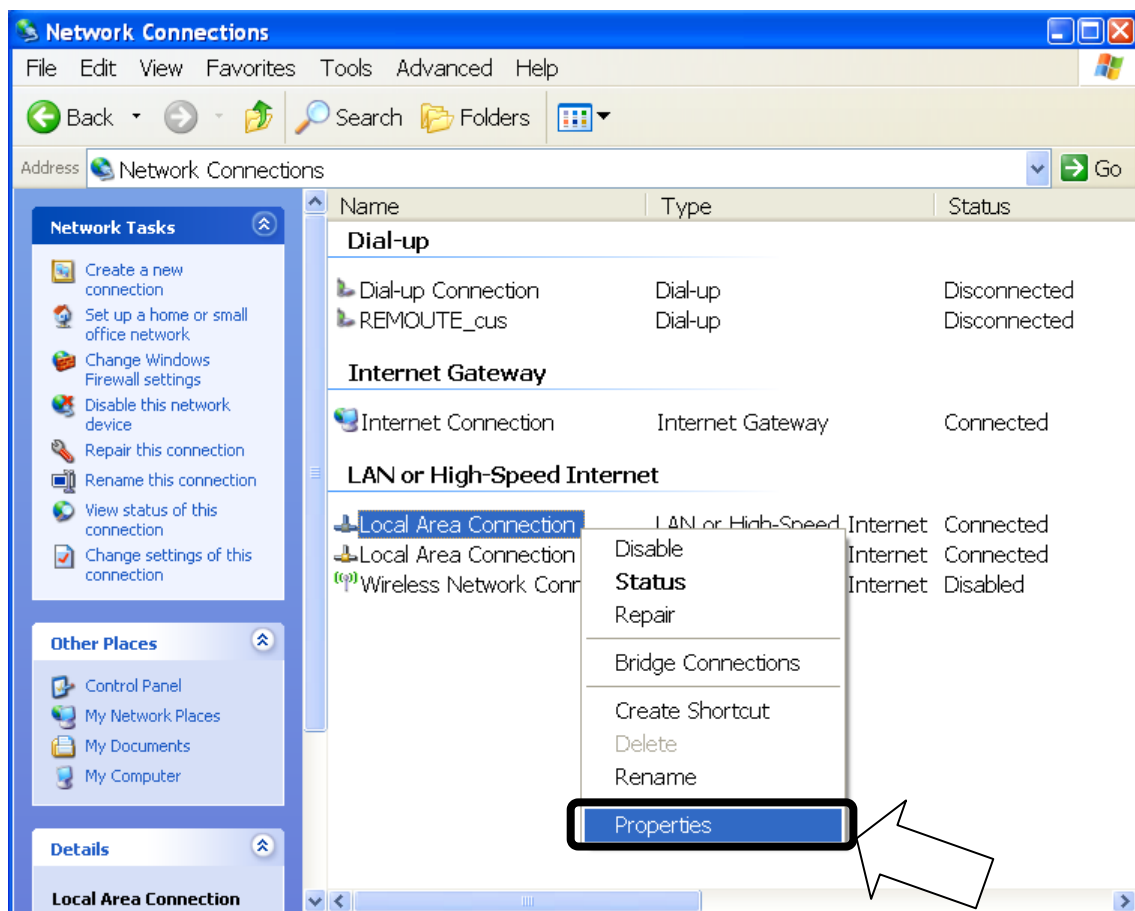 Network Connections
File Edit View Favorites Tools Advanced Help
Back Search Folders
Address Network Connections Go
Network Tasks
Create a new
connection
Set up a home or small
office network
Change Windows
Firewall settings
Disable this network
device
Repair this connection
Rename this connection
View status of this
connection
Change settings of this
connection
Other Places
Control Panel
My Network Places
My Documents
My Computer
Details
Local Area Connection
Name Type Status
Dial-up
Dial-up Connection Dial-up Disconnected
REMOUTE_cus Dial-up Disconnected
Internet Gateway
Internet Connection Internet Gateway Connected
LAN or High-Speed Internet
Local Area Connection LAN or High-Speed Internet Connected
Local Area Connection Internet Connected
Wireless Network Conn Internet Disabled
Disable
Status
Repair
Bridge Connections
Create Shortcut
Delete
Rename
Properties